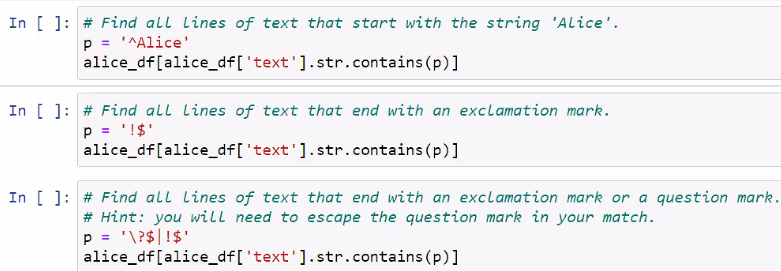 In [ ]: # Find all lines of text that start with the string 'Alice'.
p = '^Alice'
alice_df[alice_df['text'].str.contains(p)]
In [ ]: # Find all lines of text that end with an exclamation mark.
p = '!$'
alice_df[alice_df['text'].str.contains(p)]
In [ ]: # Find all lines of text that end with an exclamation mark or a question mark.
# Hint: you will need to escape the question mark in your match.
p = '\?$|!$'
alice_df[alice_df['text'].str.contains(p)]